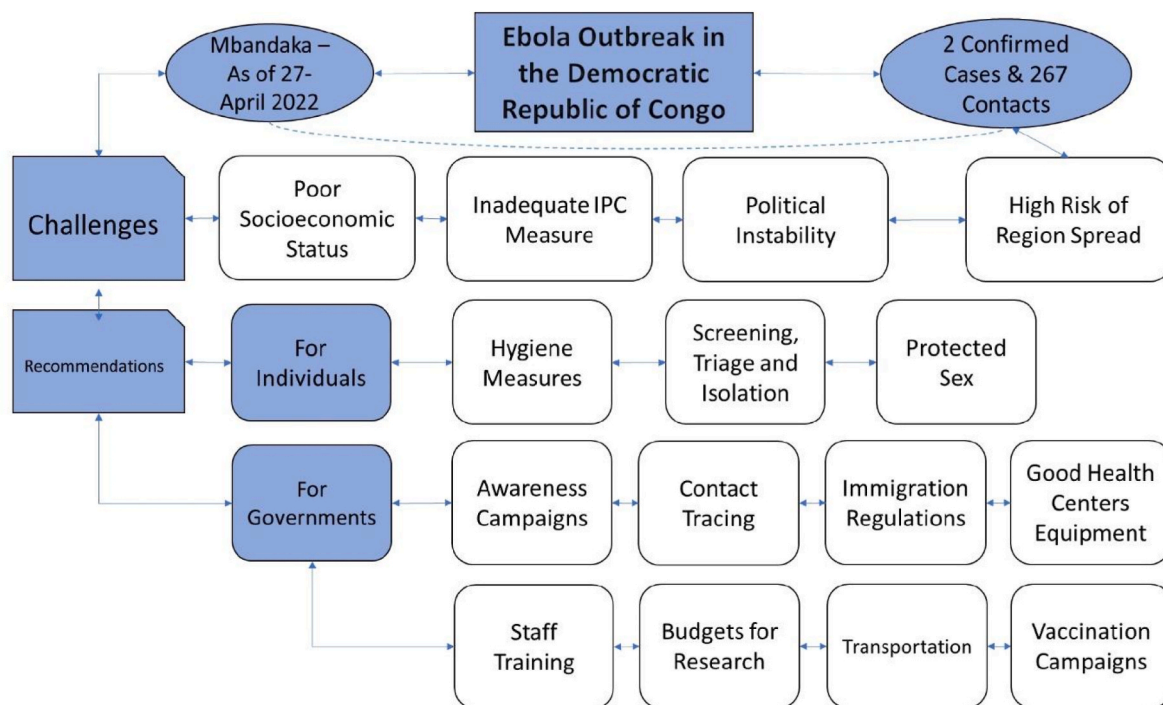 Mbandaka –
As of 27-
April 2022
Ebola Outbreak in
the Democratic
Republic of Congo
2 Confirmed
Cases & 267
Contacts
Challenges
Poor
Socioeconomic
Status
Inadequate IPC
Measure
Political
Instability
High Risk of
Region Spread
Recommendations
For
Individuals
Hygiene
Measures
Screening,
Triage and
Isolation
Protected
Sex
For
Governments
Awareness
Campaigns
Contact
Tracing
Immigration
Regulations
Good Health
Centers
Equipment
Staff
Training
Budgets for
Research
Transportation
Vaccination
Campaigns